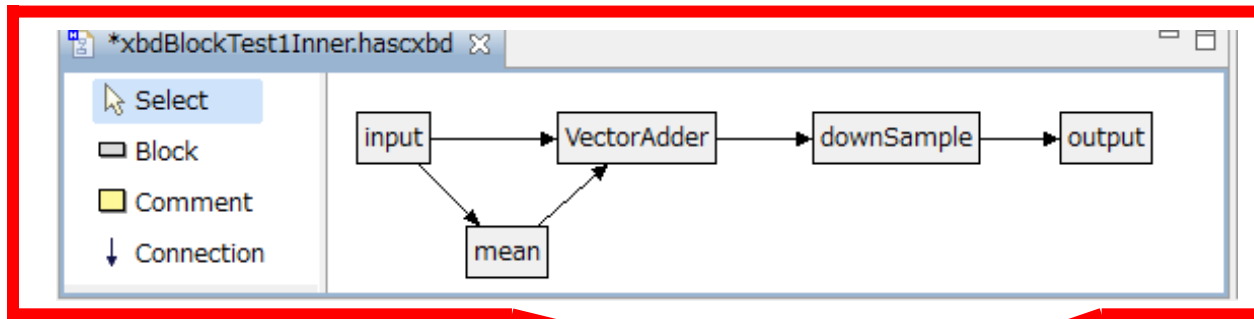 *xbdBlockTest1Inner.hascxbd
Select
Block
Comment
Connection
input
VectorAdder
downSample
output
mean